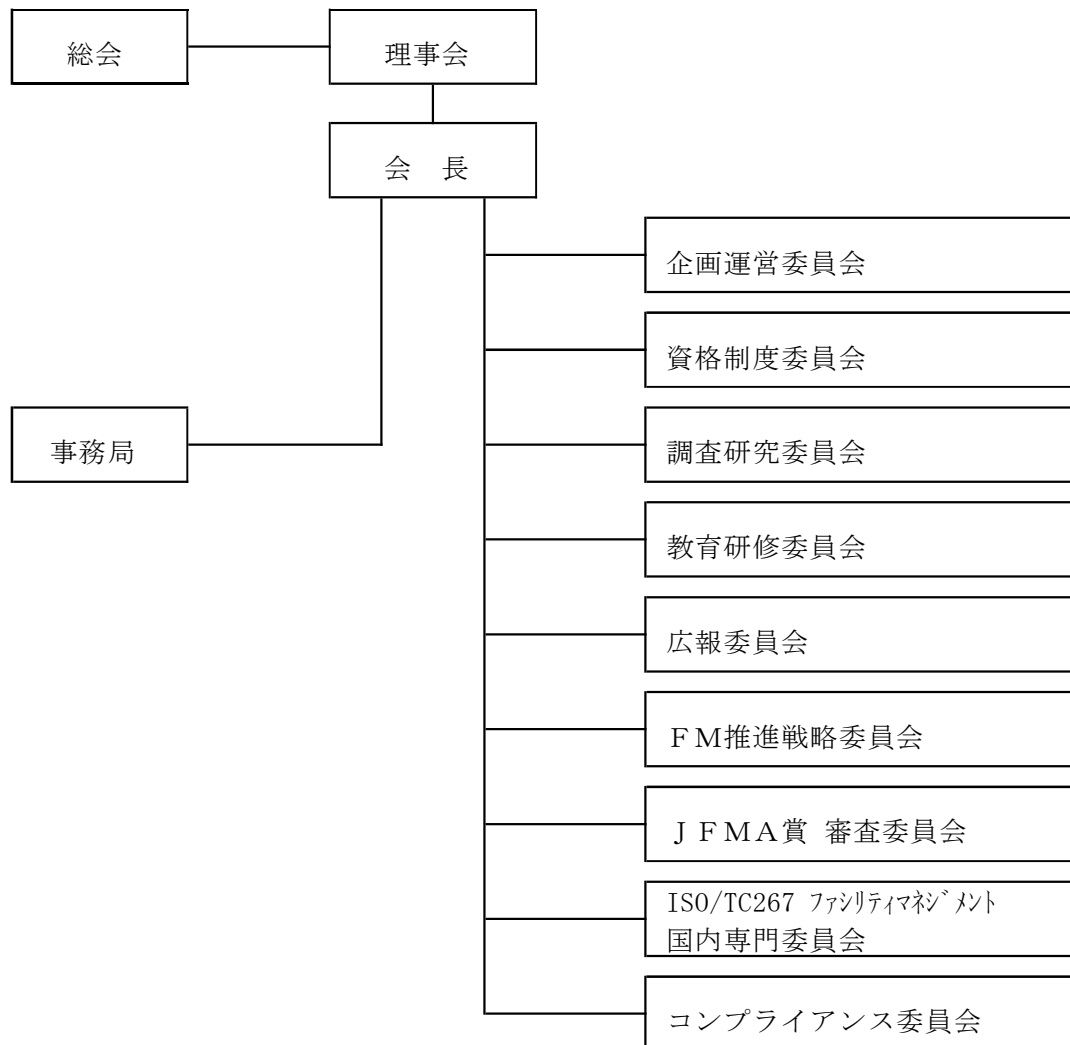 総会
理事会
会　長
企画運営委員会
資格制度委員会
事務局
調査研究委員会
教育研修委員会
広報委員会
ＦＭ推進戦略委員会
ＪＦＭＡ賞 審査委員会
ISO/TC267 ﾌｧｼﾘﾃｨﾏﾈｼﾞﾒﾝﾄ
国内専門委員会
コンプライアンス委員会